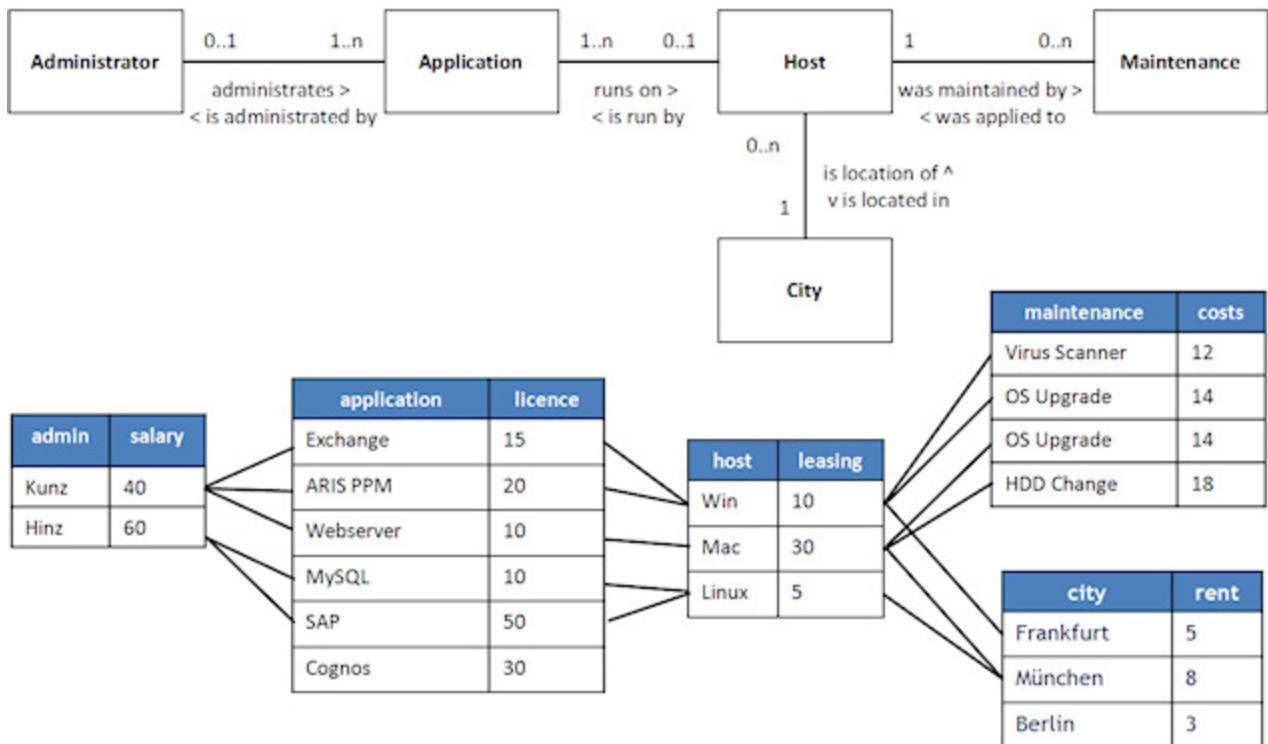 0..1 1..n 1..n 0..1 1 0..n
Administrator Application Host Maintenance
administrates > runs on > was maintained by >
< is administrated by < is run by < was applied to
0..n
is location of ^
v is located in
1
City
maintenance costs
Virus Scanner 12
OS Upgrade 14
OS Upgrade 14
HDD Change 18
application licence
Exchange 15
ARIS PPM 20
Webserver 10
MySQL 10
SAP 50
Cognos 30
admin salary
Kunz 40
Hinz 60
host leasing
Win 10
Mac 30
Linux 5
city rent
Frankfurt 5
München 8
Berlin 3